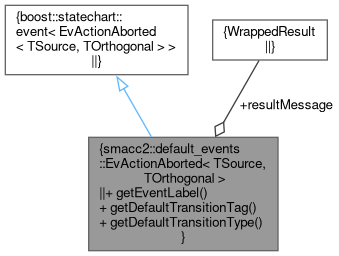 {boost::statechart::
event< EvActionAborted
< TSource, TOrthogonal > >
||}
{WrappedResult
||}
+resultMessage
{smacc2::default_events
::EvActionAborted< TSource,
TOrthogonal >
||+ getEventLabel()
+ getDefaultTransitionTag()
+ getDefaultTransitionType()
}